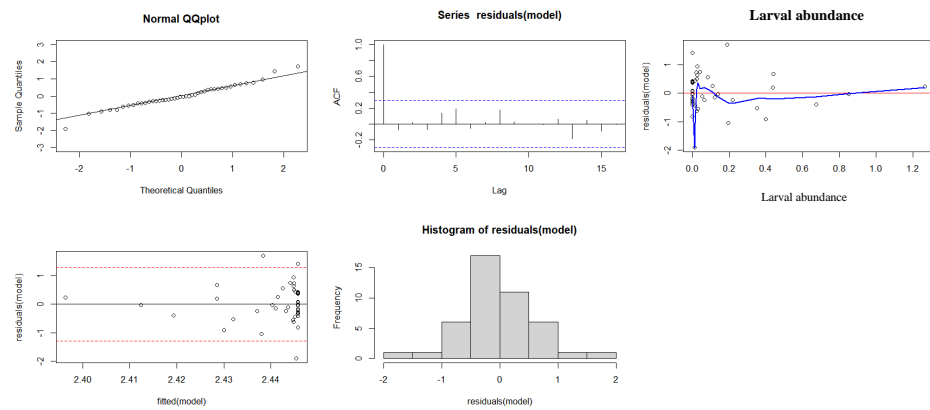 Normal QQplot
Sample Quantiles
-3 -2 -1 0 1 2 3
-2 -1 0 1 2
Theoretical Quantiles
Series residuals(model)
ACF
-0.2 0.2 0.6 1.0
0 5 10 15
Lag
Larval abundance
residuals(model)
-2 -1 0 1
0.0 0.2 0.4 0.6 0.8 1.0 1.2
Larval abundance
residuals(model)
-2 -1 0 1
2.40 2.41 2.42 2.43 2.44
fitted(model)
Histogram of residuals(model)
Frequency
0 5 10 15
-2 -1 0 1 2
residuals(model)